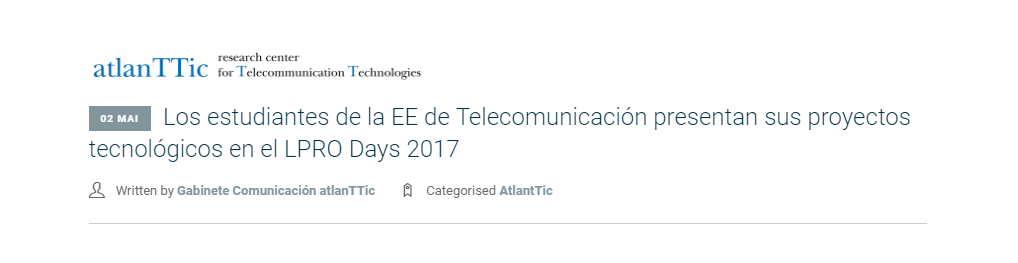 atlanTTic research center
for Telecommunication Technologies
02 MAI Los estudiantes de la EE de Telecomunicación presentan sus proyectos
tecnológicos en el LPRO Days 2017
Written by Gabinete Comunicación atlanTTic Categorised AtlantTic